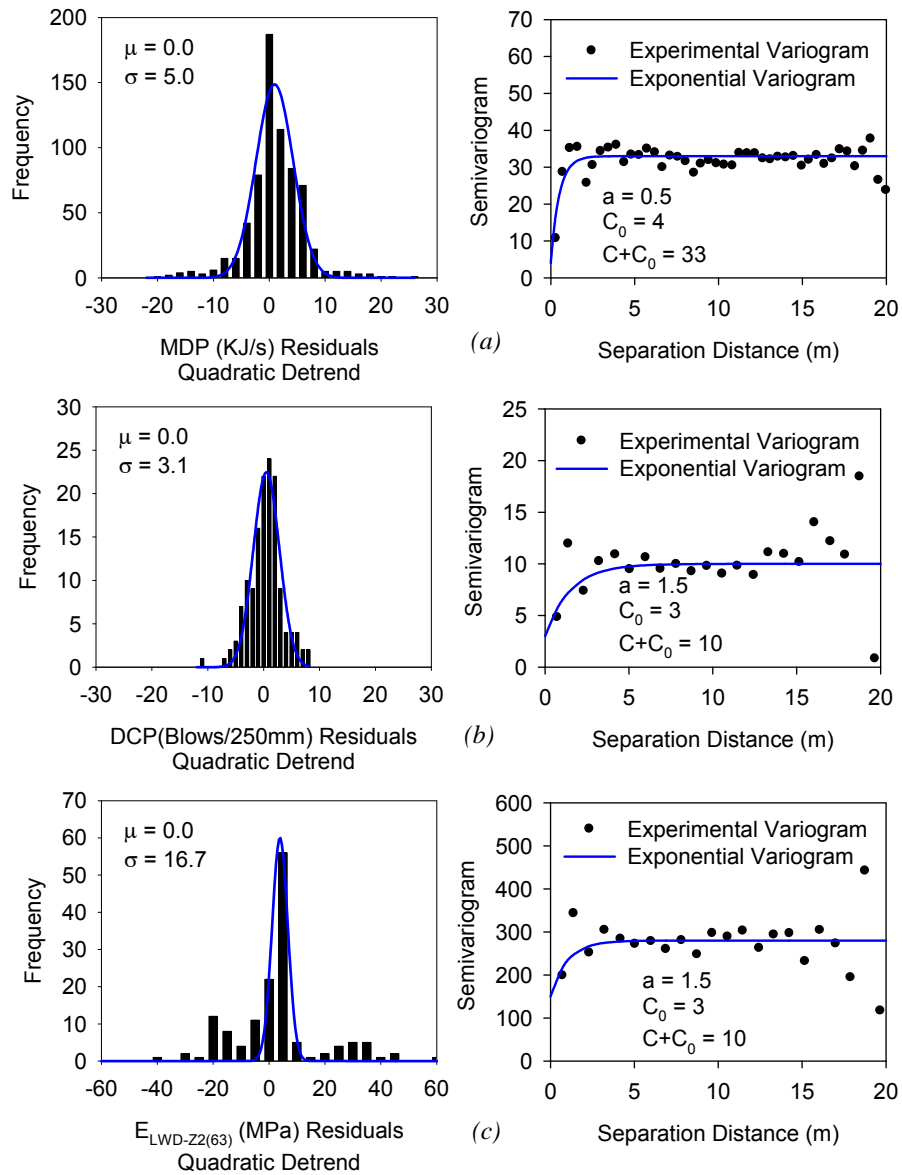 μ = 0.0
σ = 5.0
Frequency
200
150
100
50
0
-30 -20 -10 0 10 20 30
MDP (KJ/s) Residuals
Quadratic Detrend
(a)
Semivariogram
70
60
50
40
30
20
10
0
Experimental Variogram
Exponential Variogram
a = 0.5
C0 = 4
C+C0 = 33
0 5 10 15 20
Separation Distance (m)
μ = 0.0
σ = 3.1
Frequency
30
25
20
15
10
5
0
-30 -20 -10 0 10 20 30
DCP(Blows/250mm) Residuals
Quadratic Detrend
(b)
Semivariogram
25
20
15
10
5
0
Experimental Variogram
Exponential Variogram
a = 1.5
C0 = 3
C+C0 = 10
0 5 10 15 20
Separation Distance (m)
μ = 0.0
σ = 16.7
Frequency
70
60
50
40
30
20
10
0
-60 -40 -20 0 20 40 60
ELWD-Z2(63) (MPa) Residuals
Quadratic Detrend
(c)
Semivariogram
600
500
400
300
200
100
0
Experimental Variogram
Exponential Variogram
a = 1.5
C0 = 3
C+C0 = 10
0 5 10 15 20
Separation Distance (m)